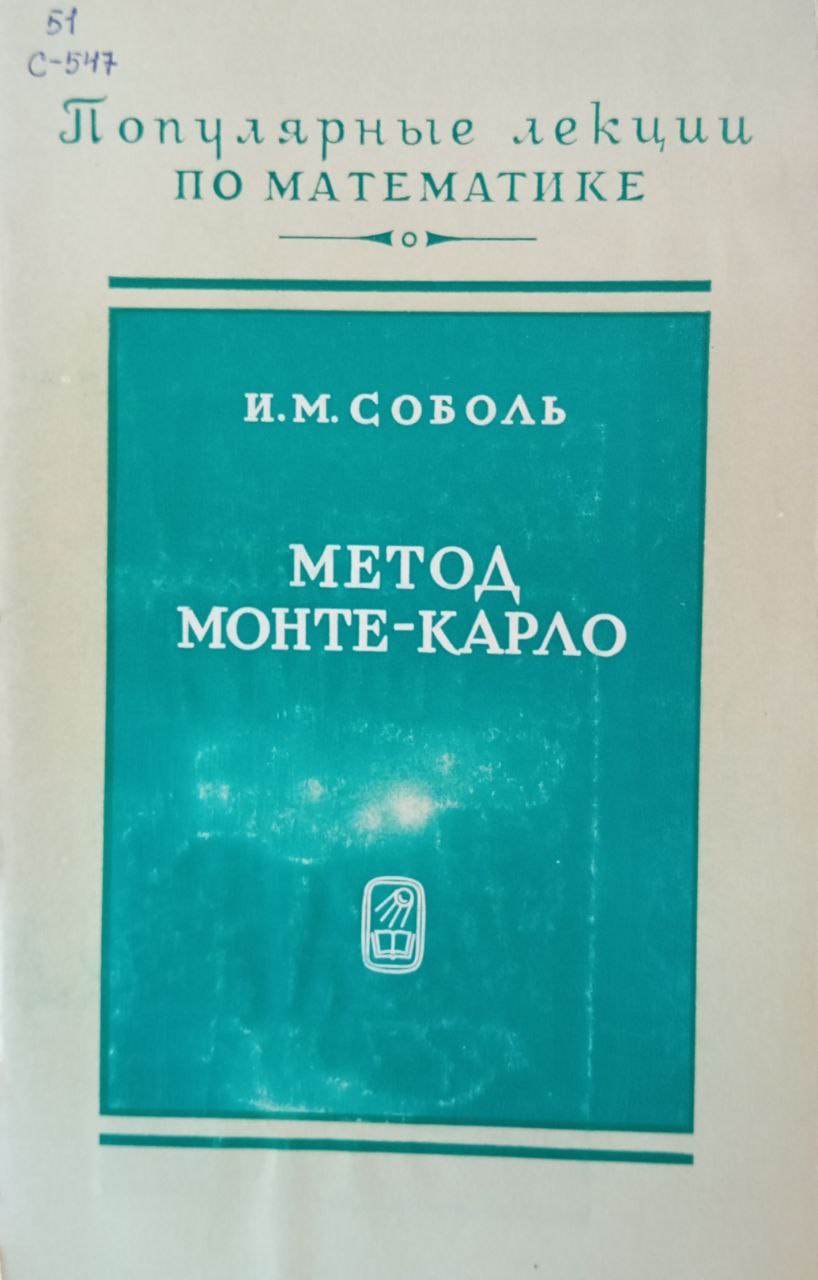 51
С-547
Популярные лекции
ПО МАТЕМАТИКЕ
И.М. СОБОЛЬ
МЕТОД
МОНТЕ-КАРЛО